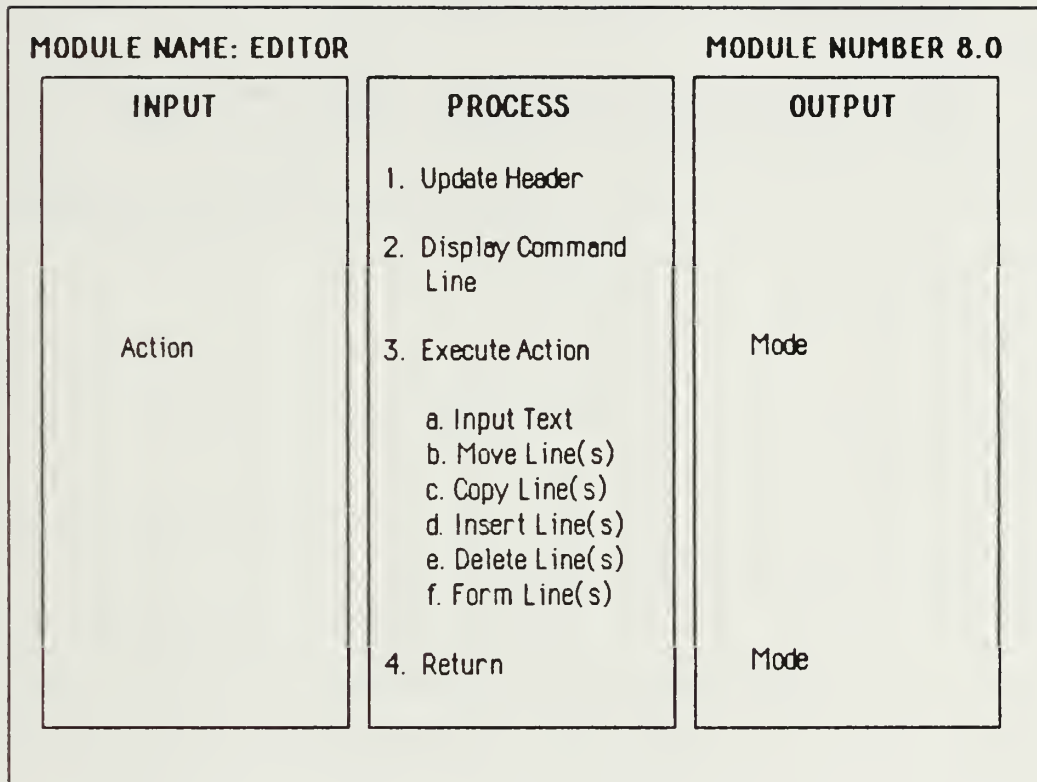 MODULE NAME: EDITOR
MODULE NUMBER 8.0
INPUT
Action
PROCESS
1. Update Header
2. Display Command
Line
3. Execute Action
a. Input Text
b. Move Line(s)
c. Copy Line(s)
d. Insert Line(s)
e. Delete Line(s)
f. Form Line(s)
4. Return
OUTPUT
Mode
Mode